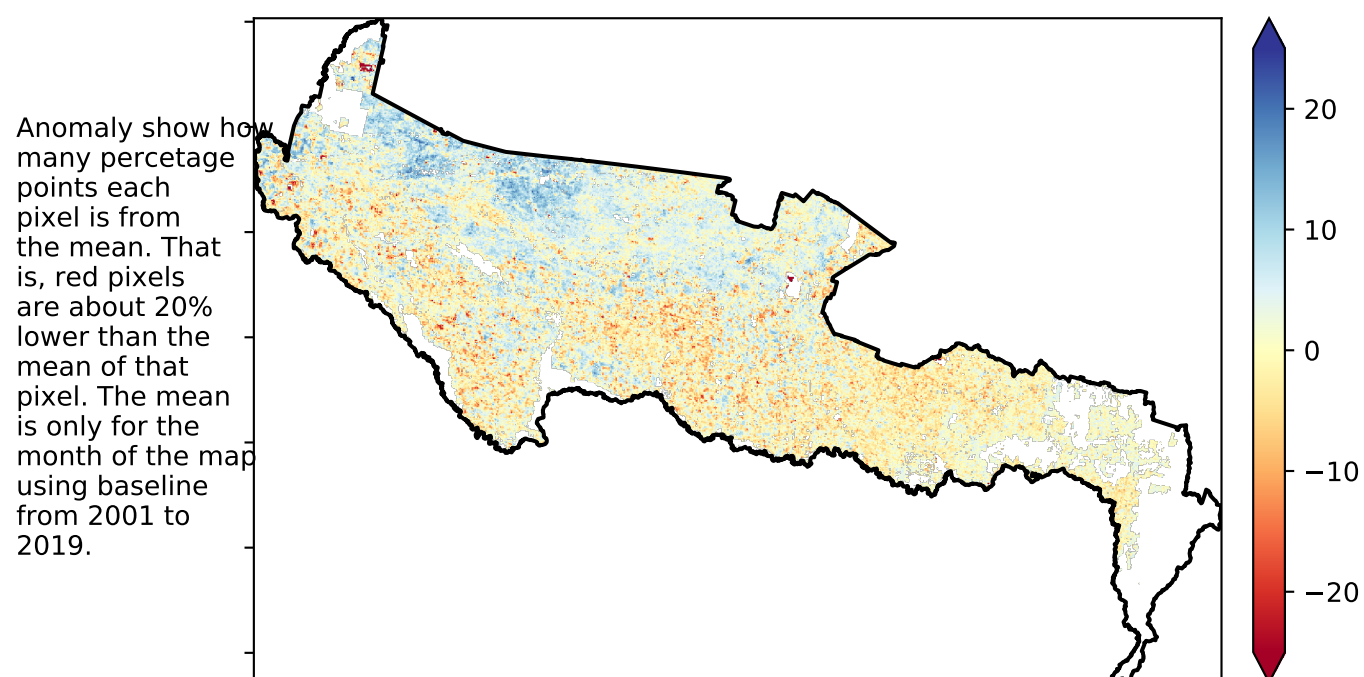 Anomaly show how
many percetage
points each
pixel is from
the mean. That
is, red pixels
are about 20%
lower than the
mean of that
pixel. The mean
is only for the
month of the map
using baseline
from 2001 to
2019.
20
10
0
−10
−20